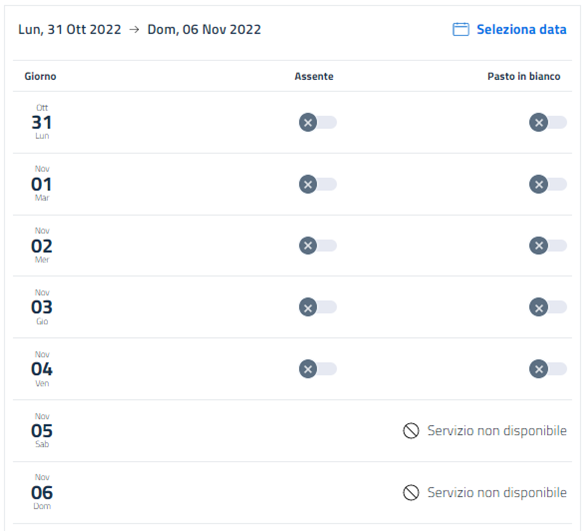 Lun, 31 Ott 2022 → Dom, 06 Nov 2022 Seleziona data
Giorno Assente Pasto in bianco
Ott
31
Lun
Nov
01
Mar
Nov
02
Mer
Nov
03
Gio
Nov
04
Ven
Nov
05
Sab
Servizio non disponibile
Nov
06
Dom
Servizio non disponibile